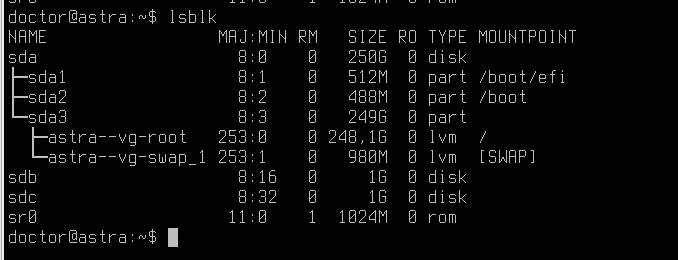 doctor@astra:~$ lsblk
NAME                  MAJ:MIN RM   SIZE RO TYPE MOUNTPOINT
sda                     8:0    0   250G  0 disk
├─sda1                  8:1    0   512M  0 part /boot/efi
├─sda2                  8:2    0   488M  0 part /boot
└─sda3                  8:3    0   249G  0 part
  ├─astra--vg-root    253:0    0 248,1G  0 lvm  /
  └─astra--vg-swap_1  253:1    0   980M  0 lvm  [SWAP]
sdb                     8:16   0     1G  0 disk
sdc                     8:32   0     1G  0 disk
sr0                    11:0    1  1024M  0 rom
doctor@astra:~$